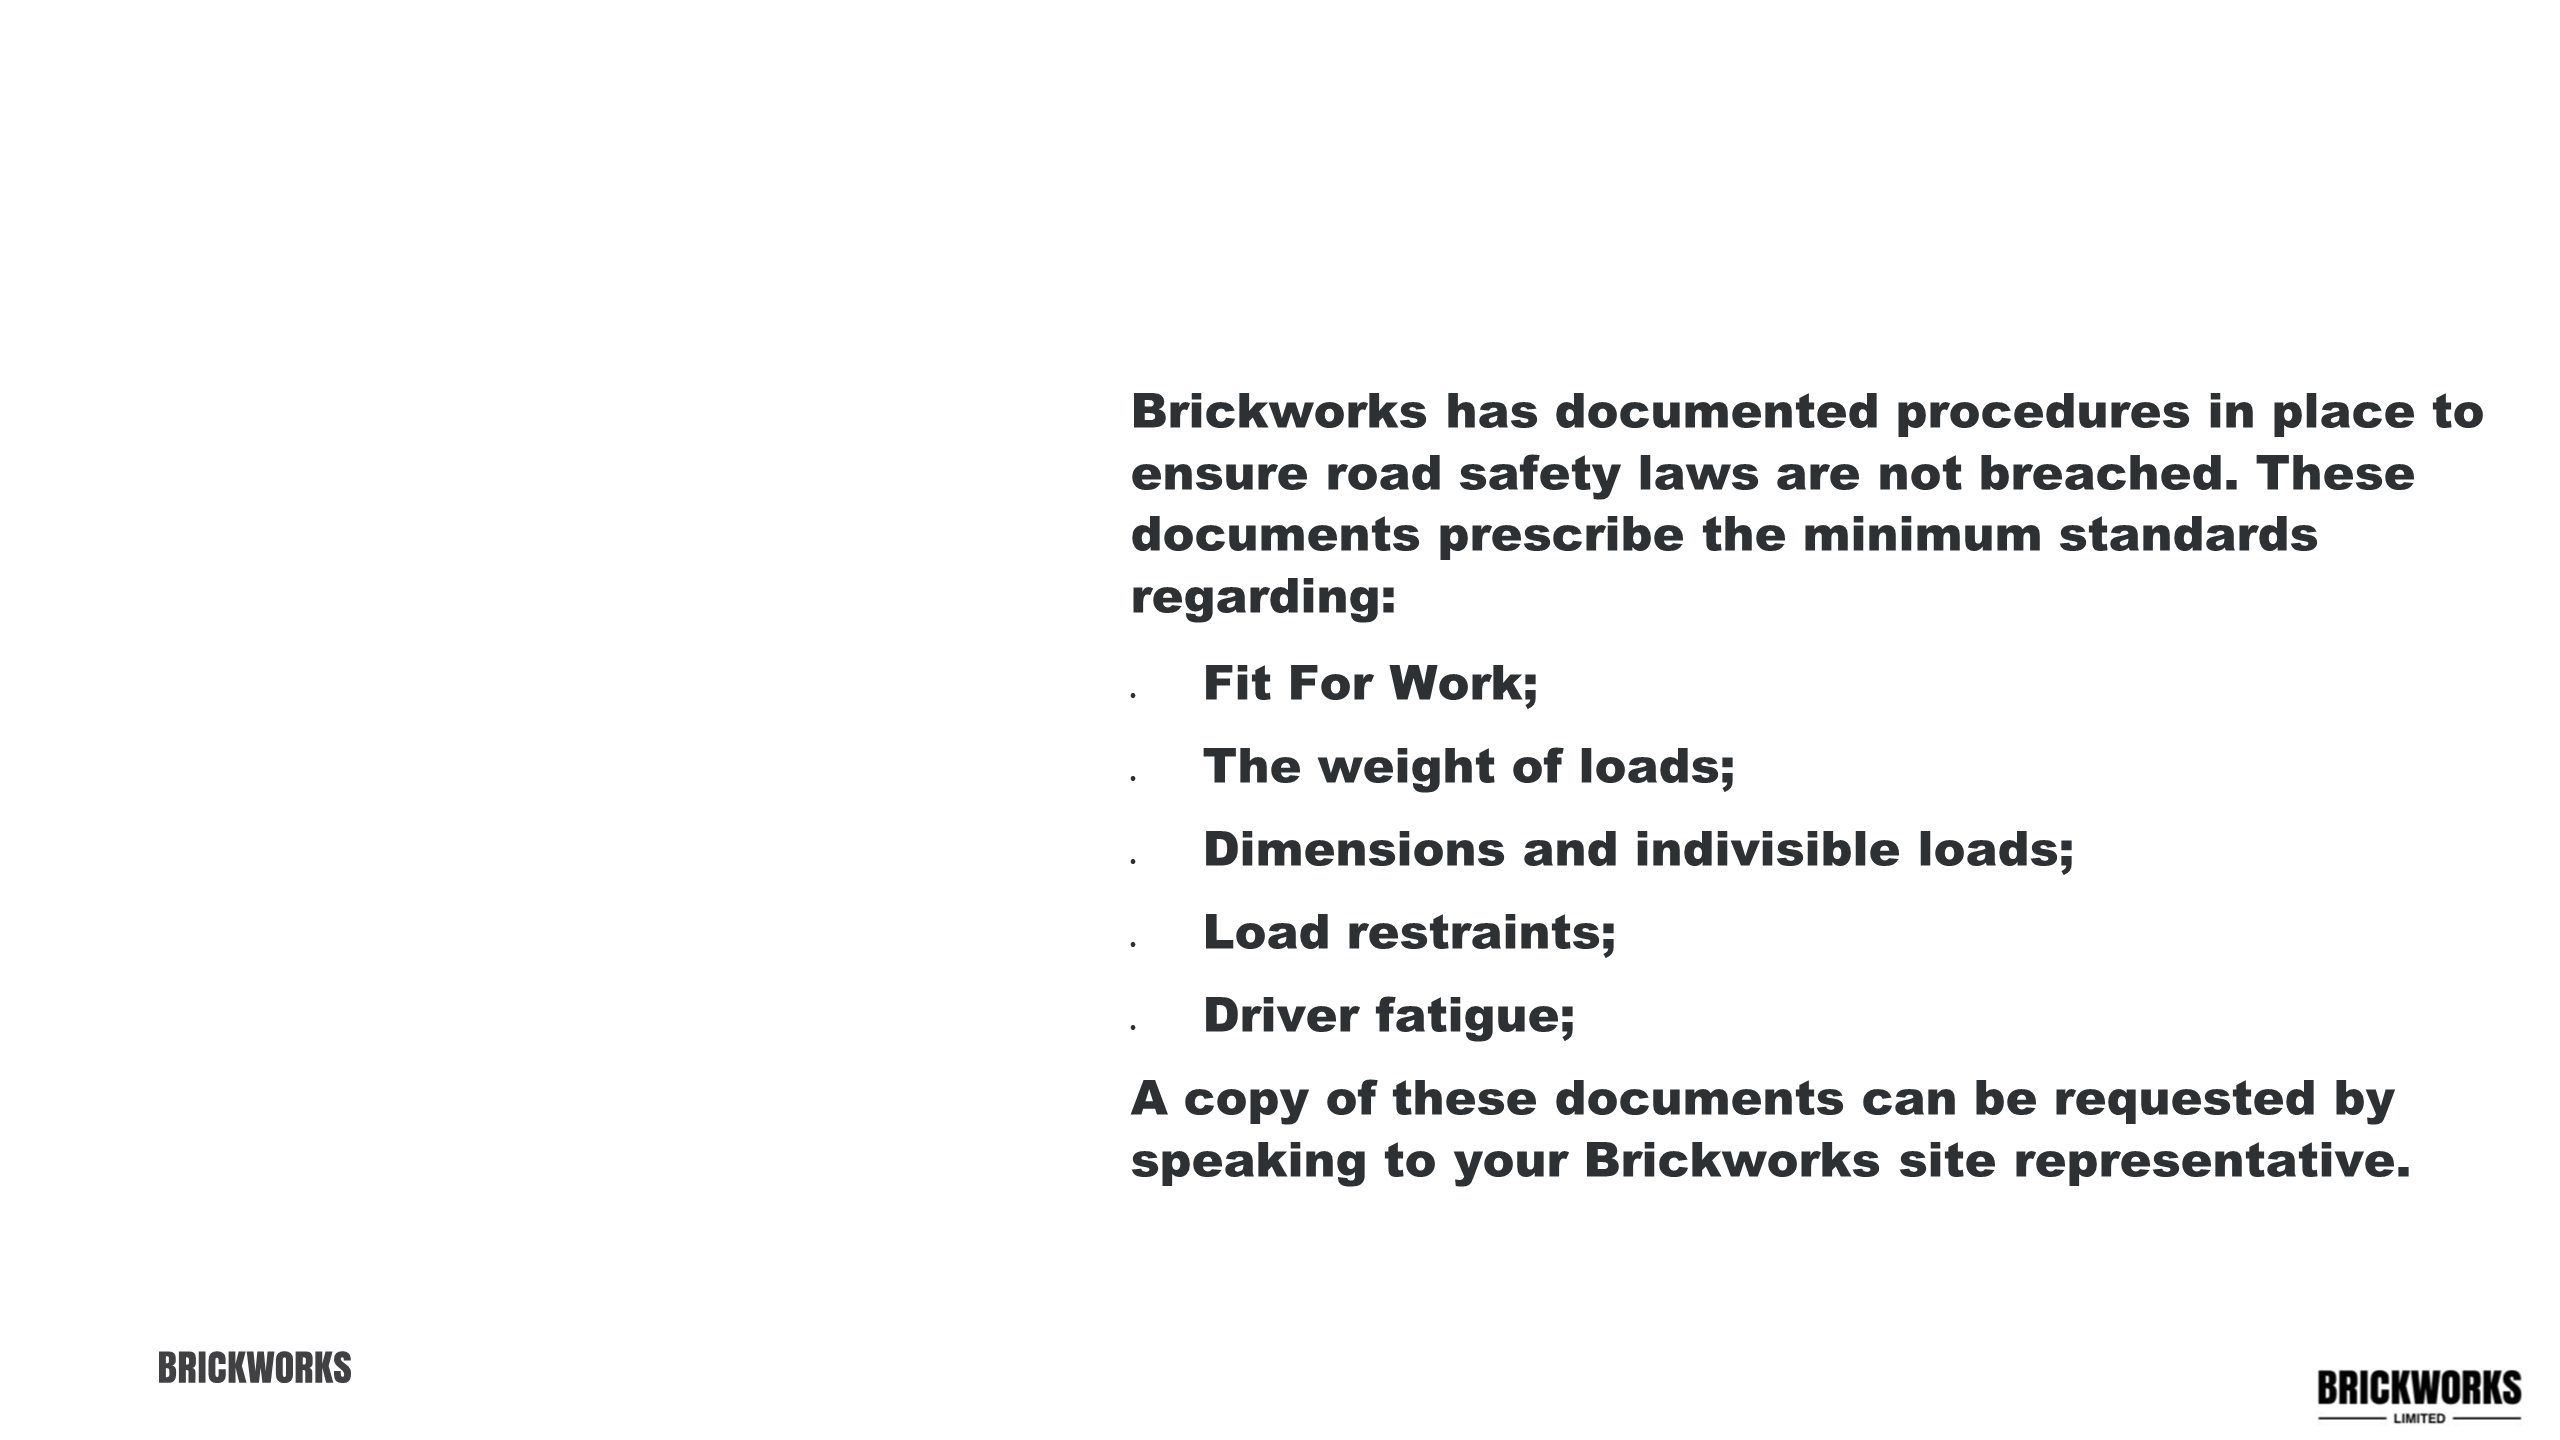 Brickworks has documented procedures in place to
ensure road safety laws are not breached. These
documents prescribe the minimum standards
regarding:
· Fit For Work;
· The weight of loads;
· Dimensions and indivisible loads;
· Load restraints;
· Driver fatigue;
A copy of these documents can be requested by
speaking to your Brickworks site representative.
BRICKWORKS
BRICKWORKS
LIMITED